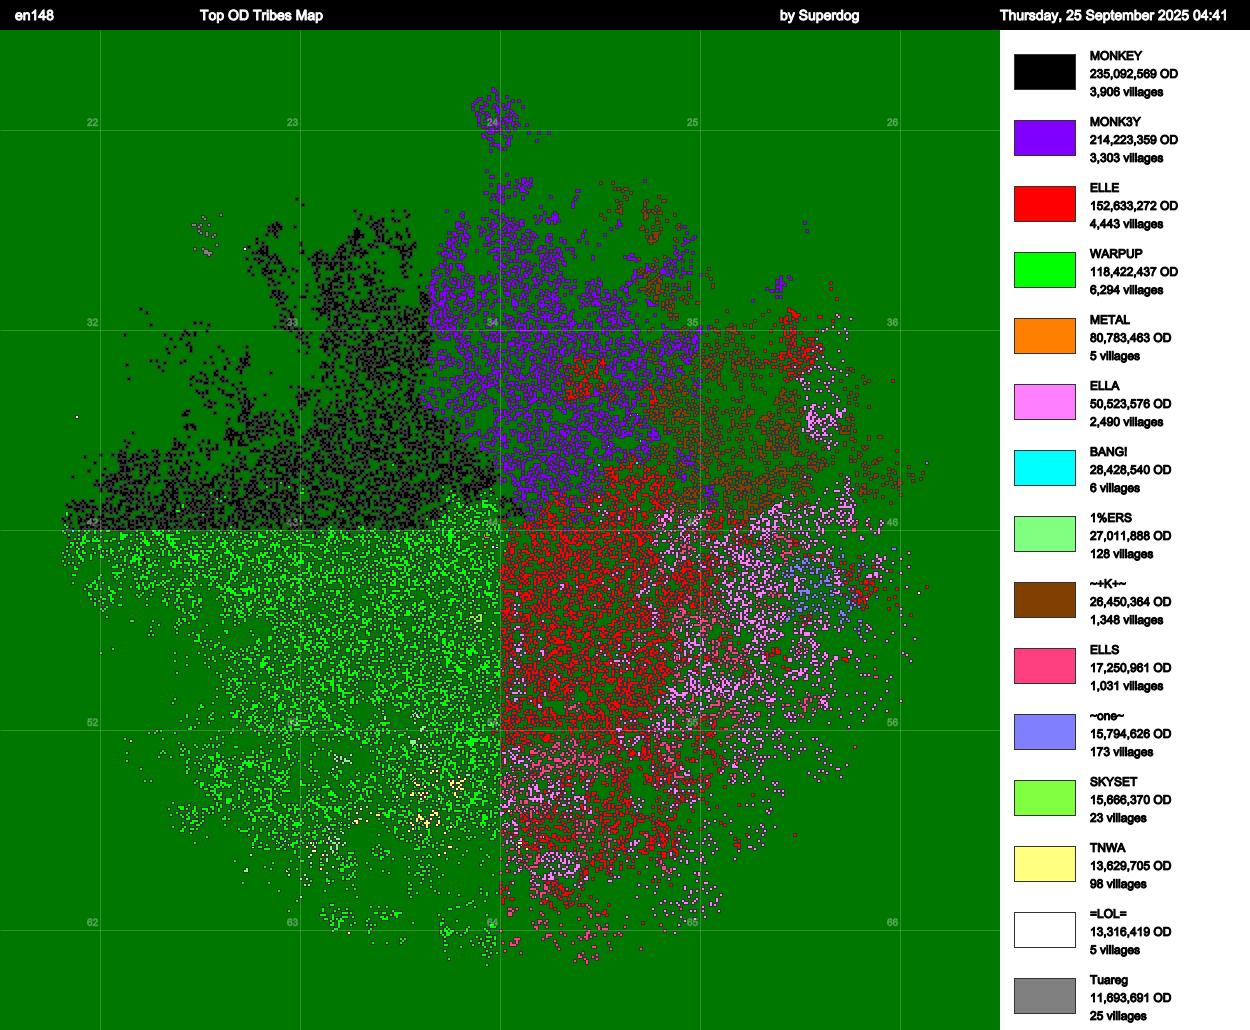 en148 Top OD Tribes Map by Superdog Thursday, 25 September 2025 04:41
22 23 24 25 26
32 33 34 35 36
42 43 44 45 46
52 53 54 55 56
62 63 64 65 66
MONKEY
235,092,569 OD
3,906 villages
MONK3Y
214,223,359 OD
3,303 villages
ELLE
152,633,272 OD
4,443 villages
WARPUP
118,422,437 OD
6,294 villages
METAL
80,783,463 OD
5 villages
ELLA
50,523,576 OD
2,490 villages
BANG!
28,428,540 OD
6 villages
1%ERS
27,011,888 OD
128 villages
~+K+~
26,450,364 OD
1,348 villages
ELLS
17,250,961 OD
1,031 villages
~one~
15,794,626 OD
173 villages
SKYSET
15,666,370 OD
23 villages
TNWA
13,629,705 OD
98 villages
=LOL=
13,316,419 OD
5 villages
Tuareg
11,693,691 OD
25 villages